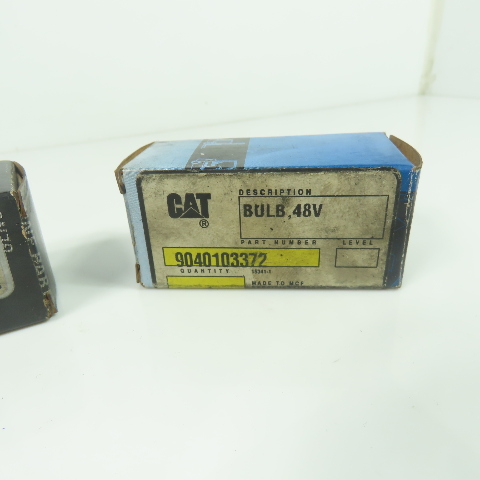 DESCRIPTION
CAT®
BULB,48V
PART NUMBER LEVEL
9040103372
QUANTITY
MADE TO MCF